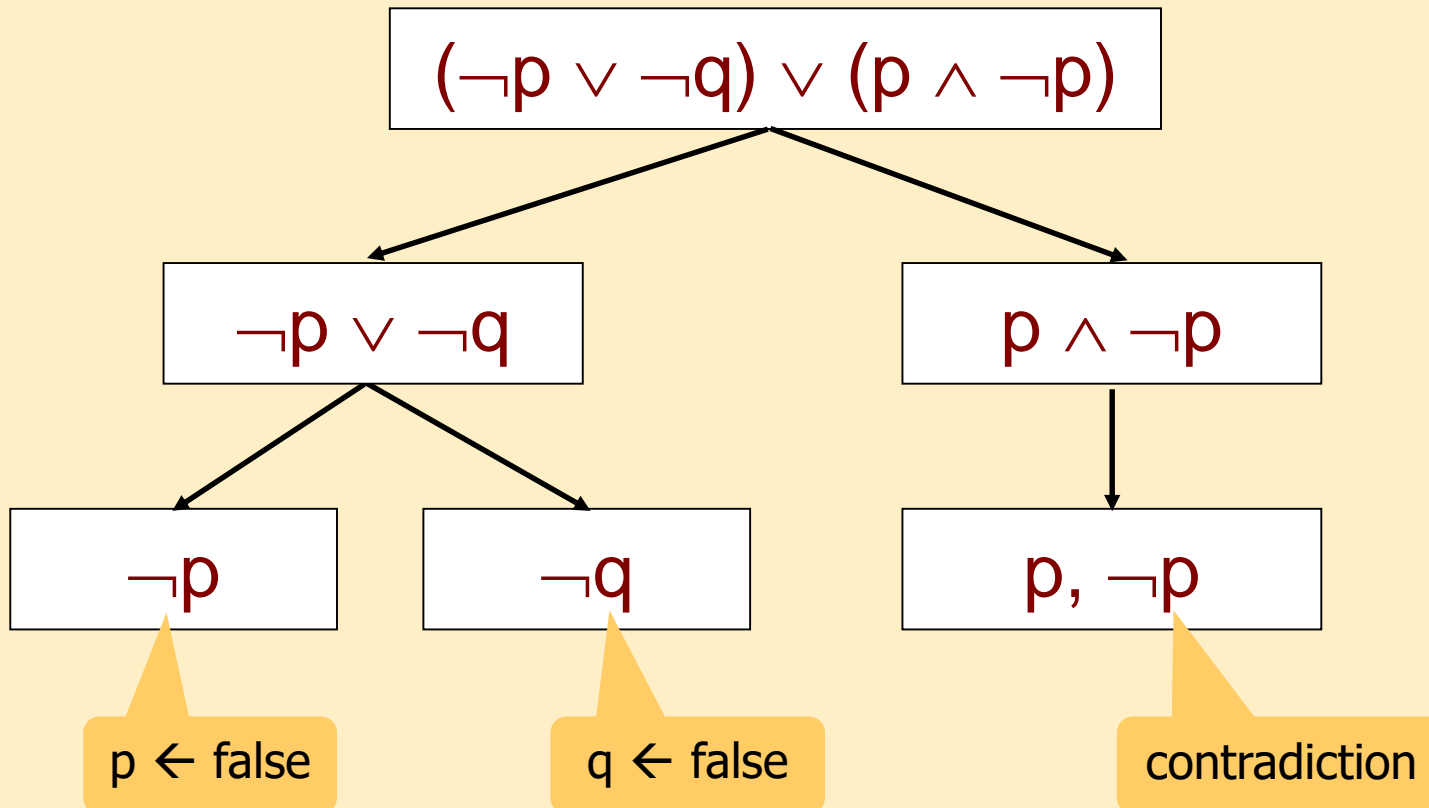 (¬p ∨ ¬q) ∨ (p ∧ ¬p)
¬p ∨ ¬q
p ∧ ¬p
¬p
¬q
p, ¬p
p ← false
q ← false
contradiction